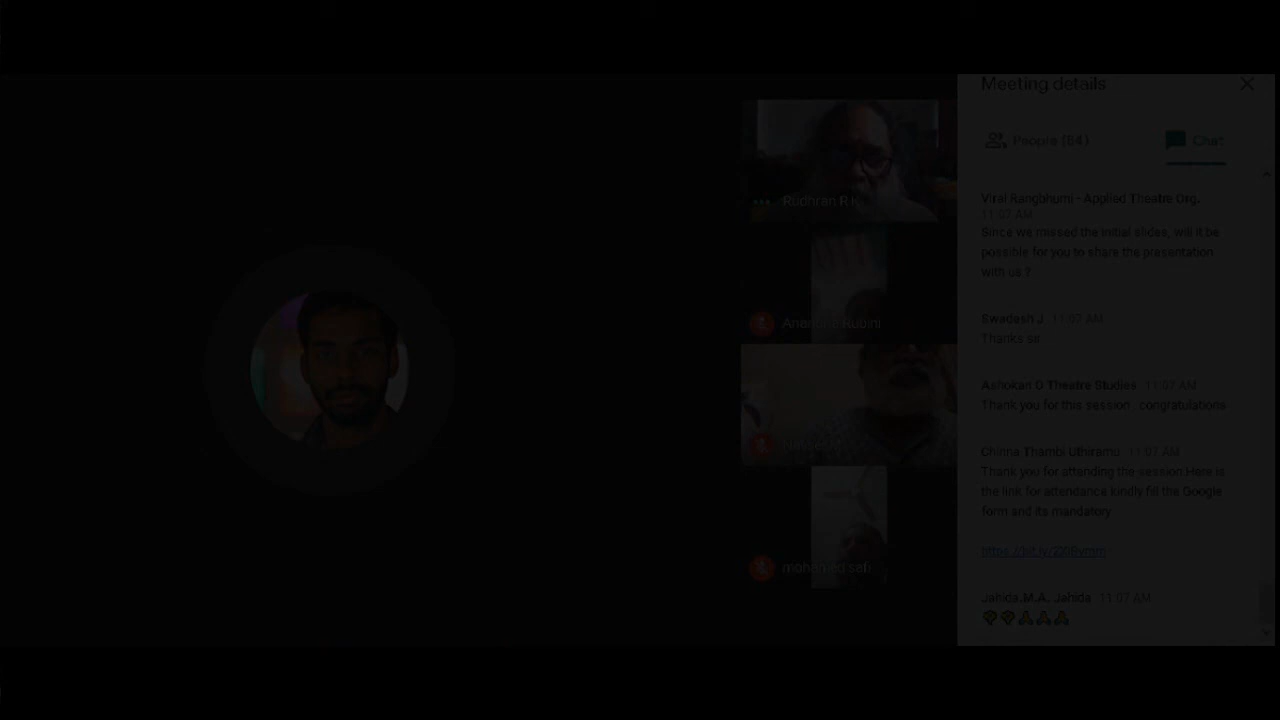 Meeting details
People (84)
Chat
Rudhran R K
Viral Rangbhumi - Applied Theatre Org.
11:07 AM
Since we missed the initial slides, will it be
possible for you to share the presentation
with us ?
Anandhi Rubini
Swadash J 11:07 AM
Thanks sir
Ashokan O Theatre Studies 11:07 AM
Thank you for this session . congratulations
Chinna Thambi Uthiramu 11:07 AM
Thank you for attending the session.Here is
the link for attendance kindly fill the Google
form and its mandatory
mohamed safi
Jahida.M.A. Jahida 11:07 AM